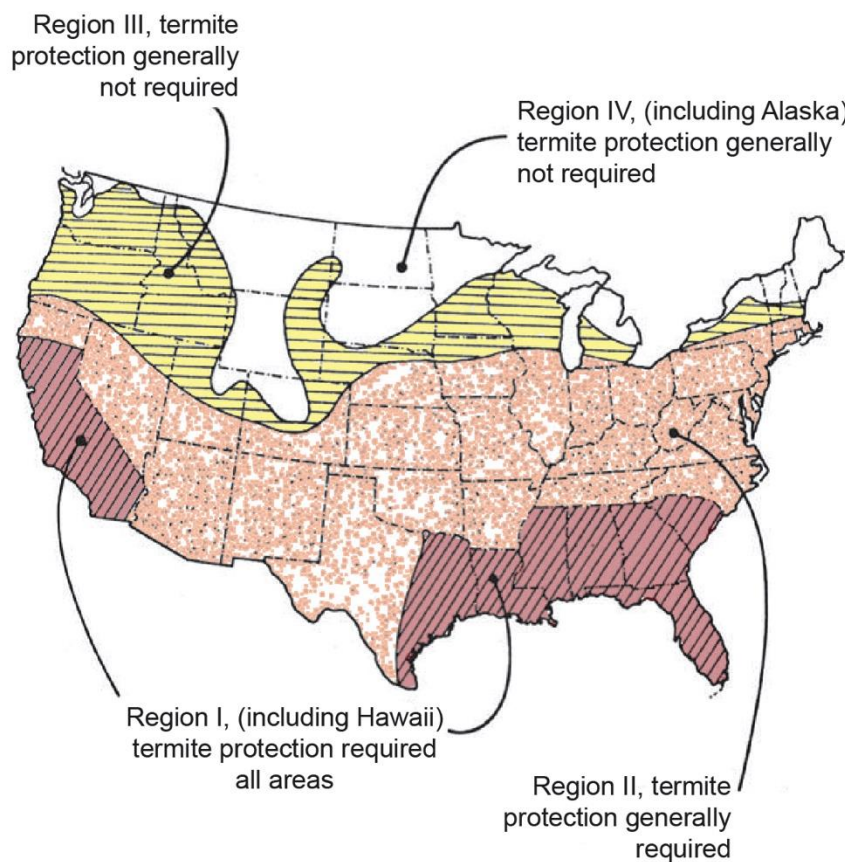 Region III, termite
protection generally
not required
Region IV, (including Alaska)
termite protection generally
not required
Region I, (including Hawaii)
termite protection required
all areas
Region II, termite
protection generally
required